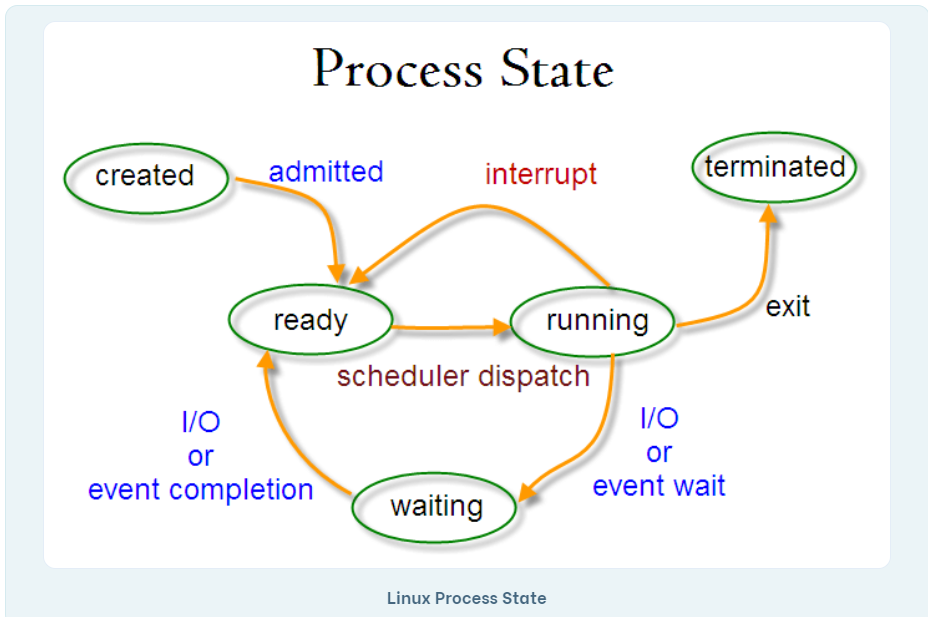 Process State
created
admitted
interrupt
terminated
ready
running
exit
scheduler dispatch
I/O
or
event completion
I/O
or
event wait
waiting
Linux Process State